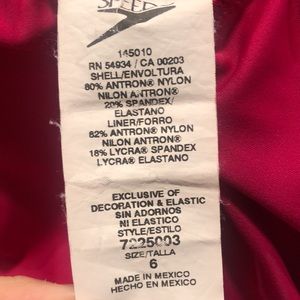 SPEED
145010
RN 54934 / CA 00203
SHELL/ENVOLTURA
80% ANTRON® NYLON
NILON ANTRON®
20% SPANDEX/
ELASTANO
LINER/FORRO
82% ANTRON® NYLON
NILON ANTRON®
18% LYCRA® SPANDEX
LYCRA® ELASTANO
EXCLUSIVE OF
DECORATION & ELASTIC
SIN ADORNOS
NI ELASTICO
STYLE/ESTILO
7225003
SIZE/TALLA
6
MADE IN MEXICO
HECHO EN MEXICO